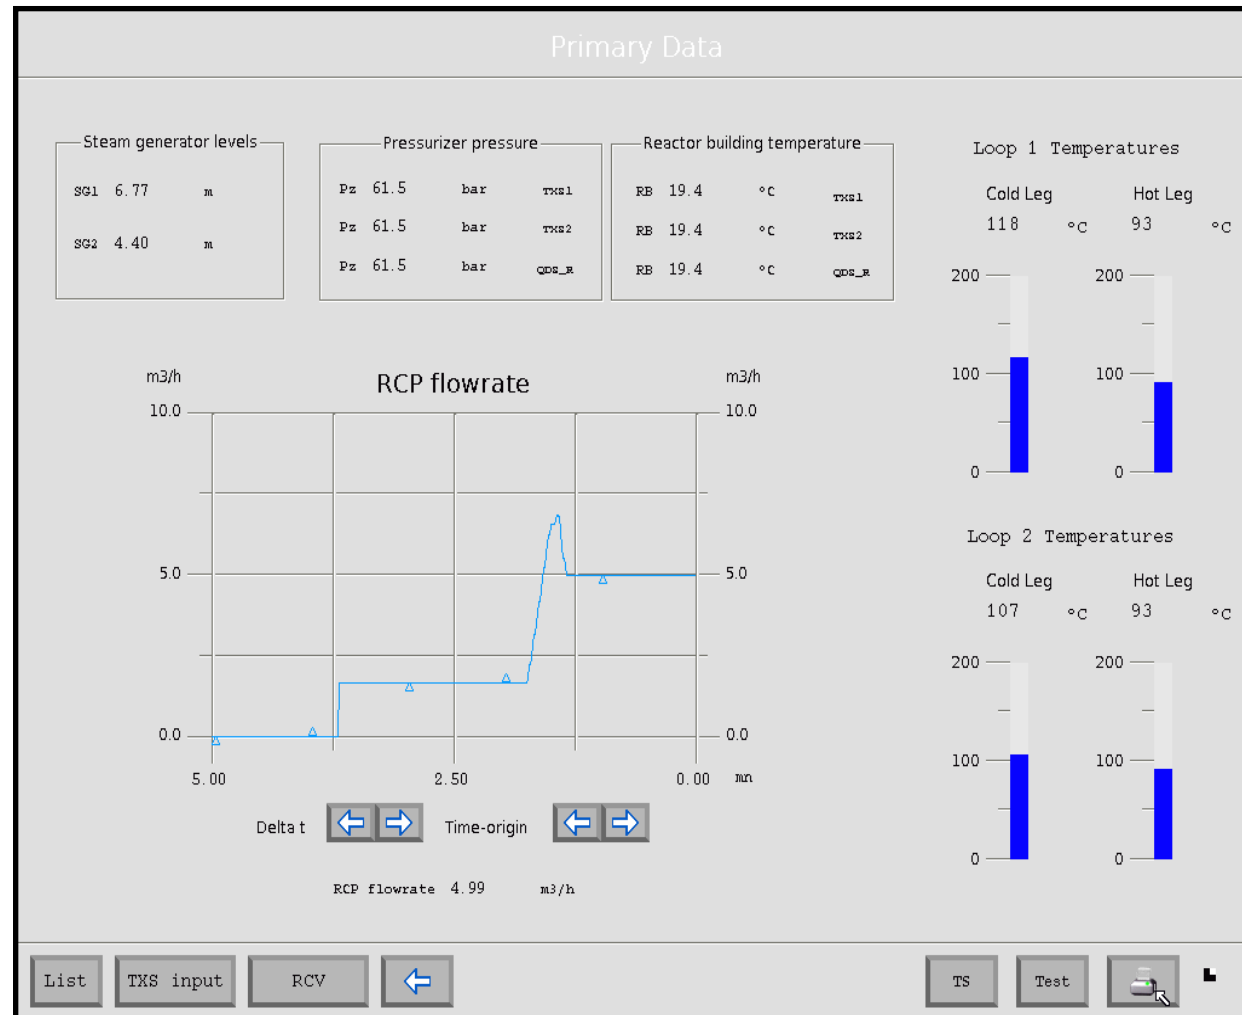 Primary Data
Steam generator levels
SG1 6.77 m
SG2 4.40 m
Pressurizer pressure
Pz 61.5 bar TXS1
Pz 61.5 bar TXS2
Pz 61.5 bar QDS_R
Reactor building temperature
RB 19.4 °C TXS1
RB 19.4 °C TXS2
RB 19.4 °C QDS_R
Loop 1 Temperatures
Cold Leg Hot Leg
118 °C 93 °C
200 200
100 100
0 0
RCP flowrate
m3/h m3/h
10.0 10.0
5.0 5.0
0.0 0.0
5.00 2.50 0.00 mn
Delta t Time-origin
RCP flowrate 4.99 m3/h
Loop 2 Temperatures
Cold Leg Hot Leg
107 °C 93 °C
200 200
100 100
0 0
List TXS input RCV TS Test